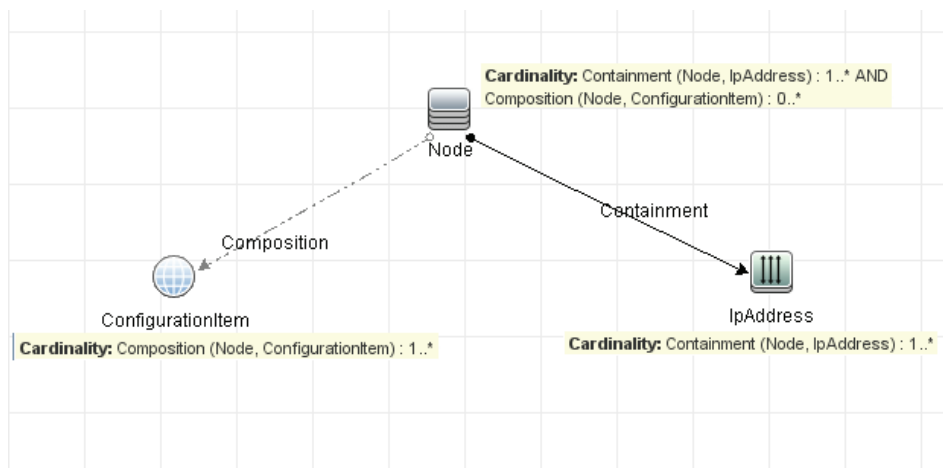 Cardinality: Containment (Node, IpAddress) : 1..* AND
Composition (Node, ConfigurationItem) : 0..*
Node
Containment
Composition
ConfigurationItem
IpAddress
Cardinality: Composition (Node, ConfigurationItem) : 1..*
Cardinality: Containment (Node, IpAddress) : 1..*